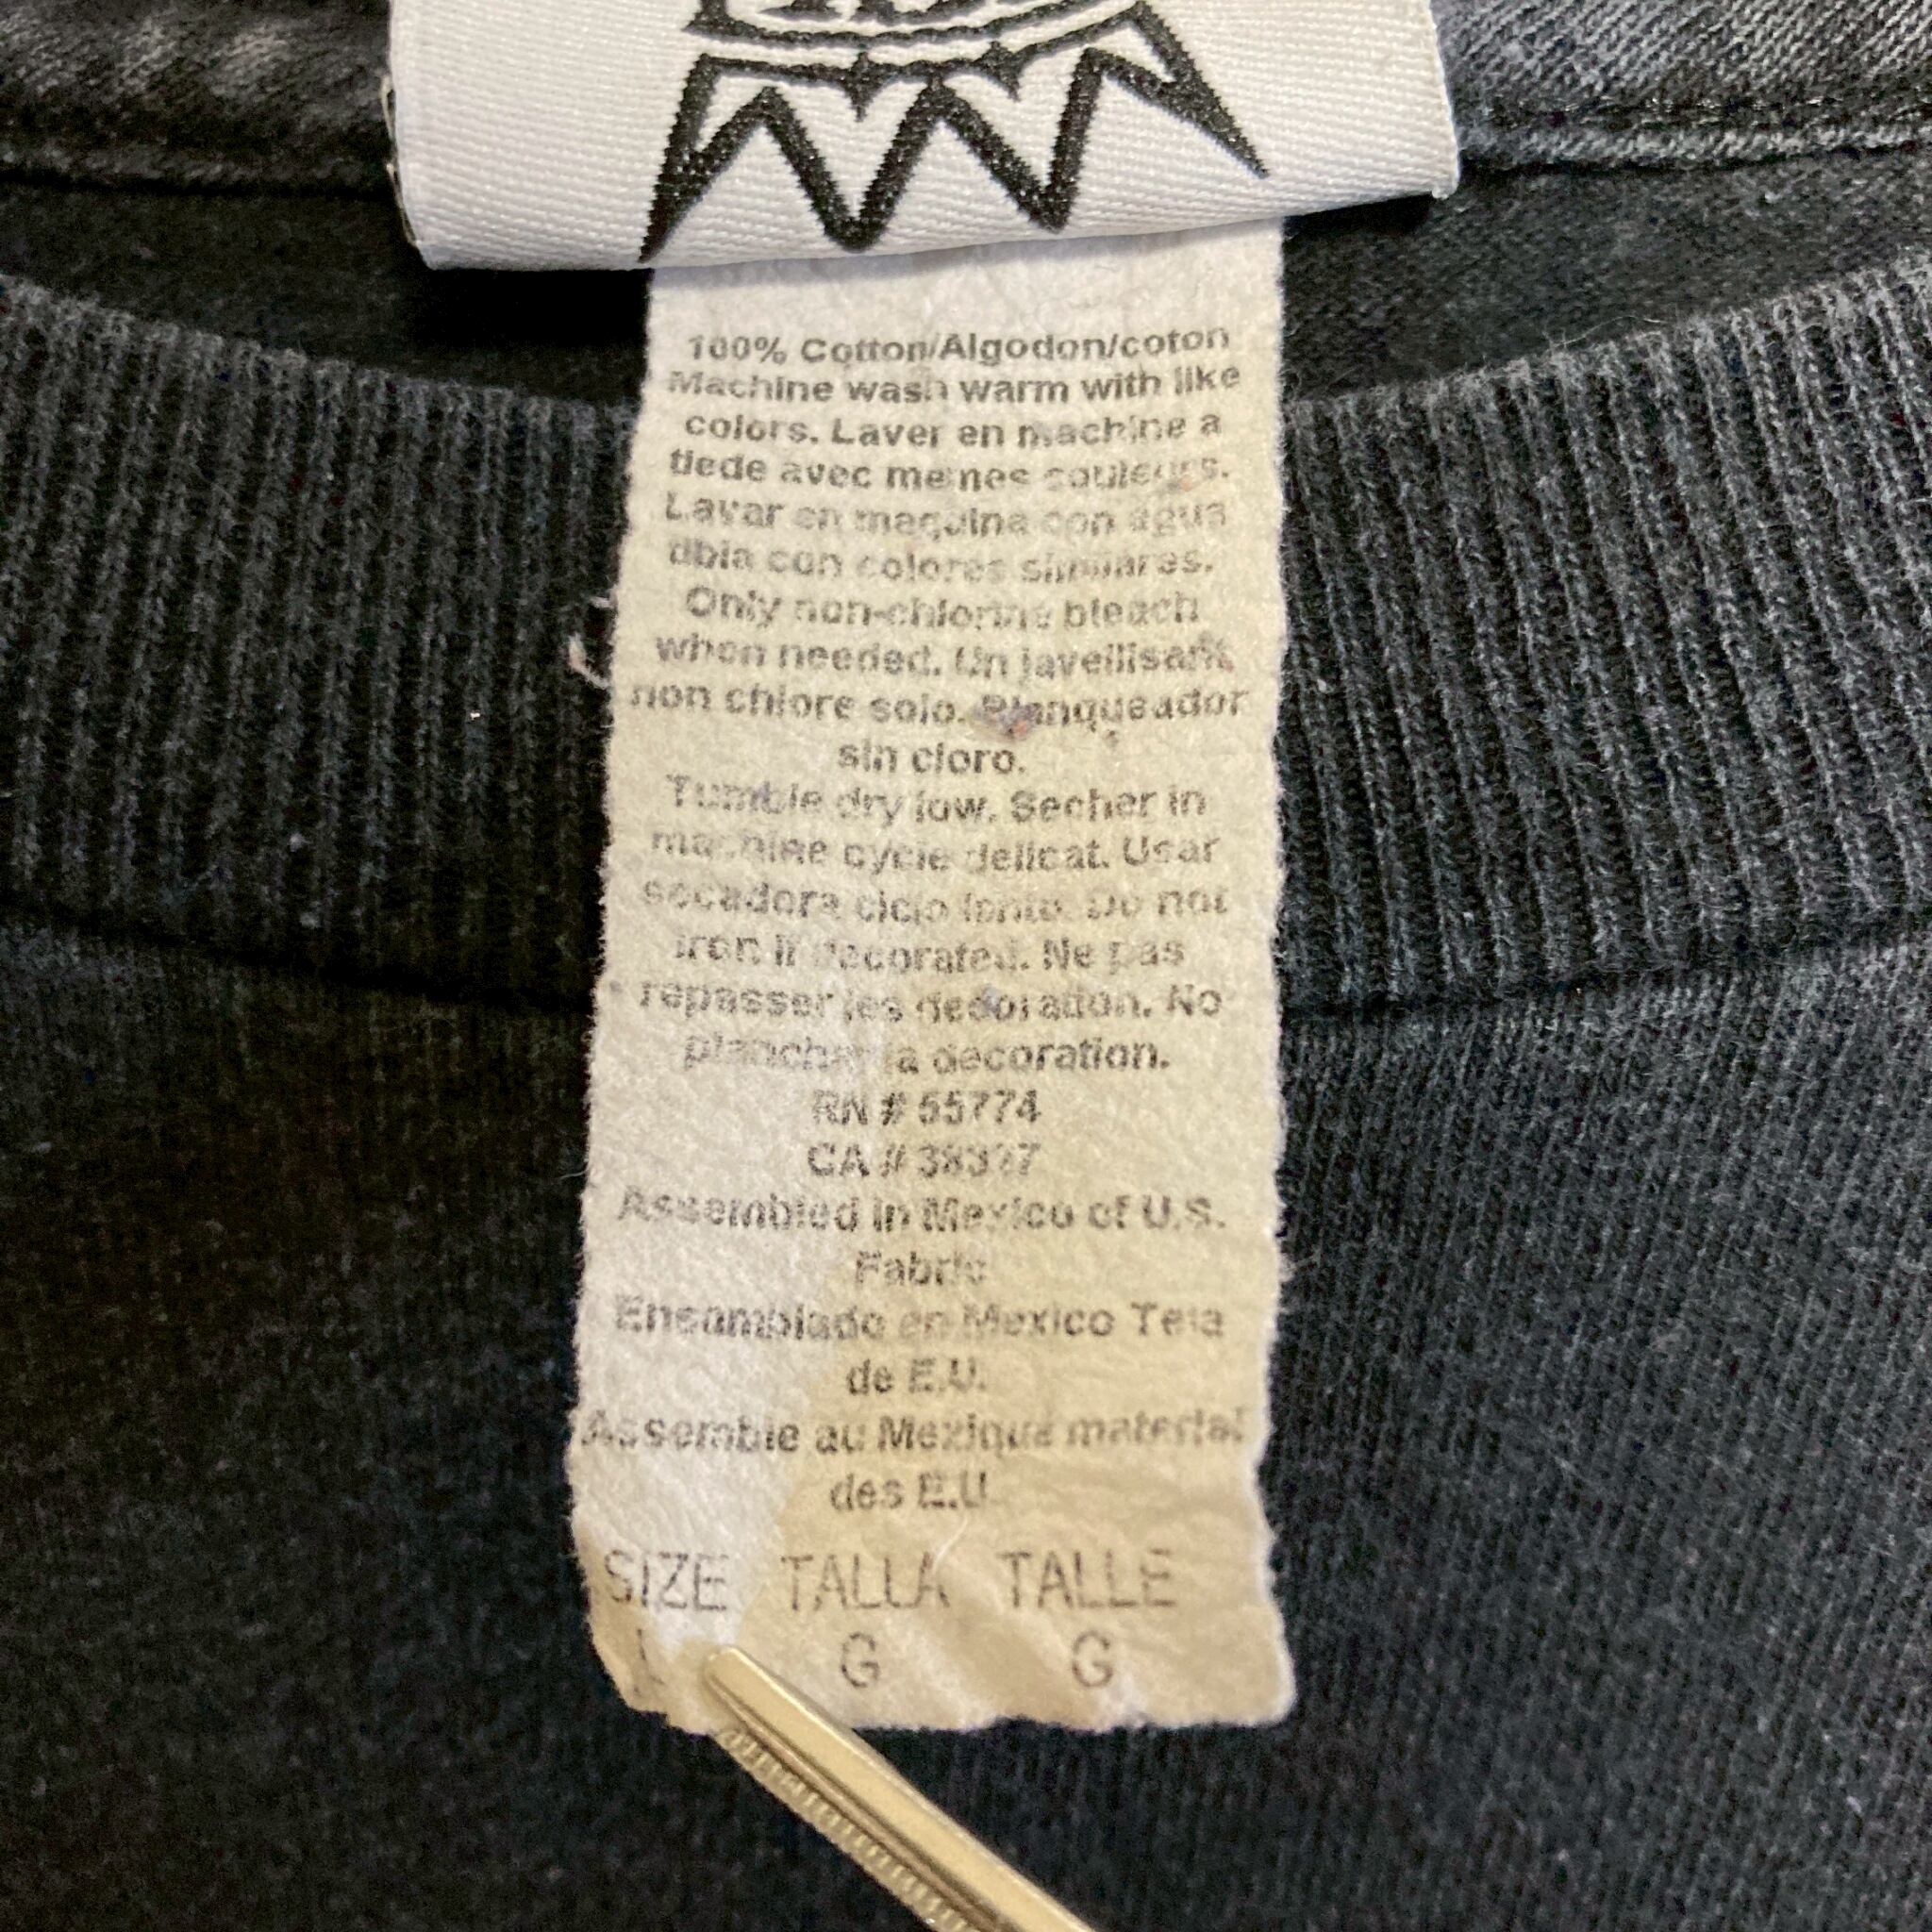 100% Cotton/Algodon/coton
Machine wash warm with like
colors. Laver en machine a
tiede avec memes couleurs.
Lavar en maquina con agua
tibia con colores similares.
Only non-chlorine bleach
when needed. Un javellisant
non chlore solo. Blanqueador
sin cloro.
Tumble dry low. Secher in
machine cycle delicat. Usar
secadora ciclo lento. Do not
iron if decorated. Ne pas
repasser les decoration. No
planchar la decoration.
RN # 55774
CA #
Assembled in Mexico of U.S.
Fabric
Ensamblado en Mexico Tela
de E.U.
Assemble au Mexique material
des E.U.
SIZE TALLA TALLE
L G G